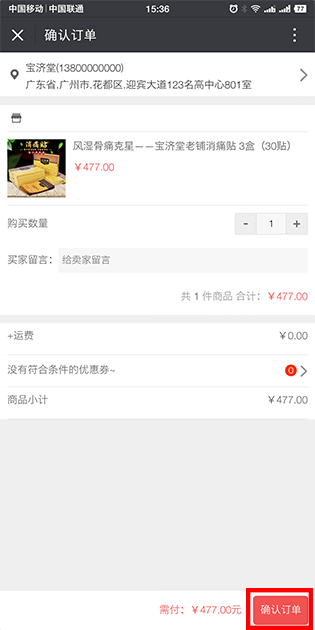 中国移动 | 中国联通 15:36 77
确认订单
宝济堂(13800000000)
广东省,广州市,花都区,迎宾大道123名高中心801室
消痛贴
风湿骨痛克星——宝济堂老铺消痛贴 3盒（30贴）
￥477.00
购买数量 - 1 +
买家留言： 给卖家留言
共 1 件商品 合计：￥477.00
+运费 ￥0.00
没有符合条件的优惠券~ 0
商品小计 ￥477.00
需付：￥477.00元 确认订单